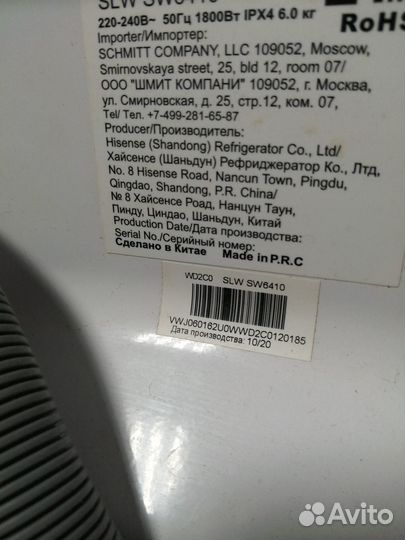 SLW SW6410
220-240В~ 50Гц 1800Вт IPX4 6.0 кг
RoHS
Importer/Импортер:
SCHMITT COMPANY, LLC 109052, Moscow,
Smirnovskaya street, 25, bld 12, room 07/
ООО "ШМИТ КОМПАНИ" 109052, г. Москва,
ул. Смирновская, д. 25, стр.12, ком. 07,
Tel/ Тел. +7-499-281-65-87
Producer/Производитель:
Hisense (Shandong) Refrigerator Co., Ltd/
Хайсенсе (Шаньдун) Рефриджератор Ко., Лтд,
No. 8 Hisense Road, Nancun Town, Pingdu,
Qingdao, Shandong, P.R. China/
№ 8 Хайсенсе Роад, Нанцун Таун,
Пинду, Циндао, Шаньдун, Китай
Production Date/Дата производства:
Serial No./Серийный номер:
Сделано в Китае Made in P.R.C
WD2C0 SLW SW6410
VWJ060162U0WWD2C0120185
Дата производства: 10/20
Avito